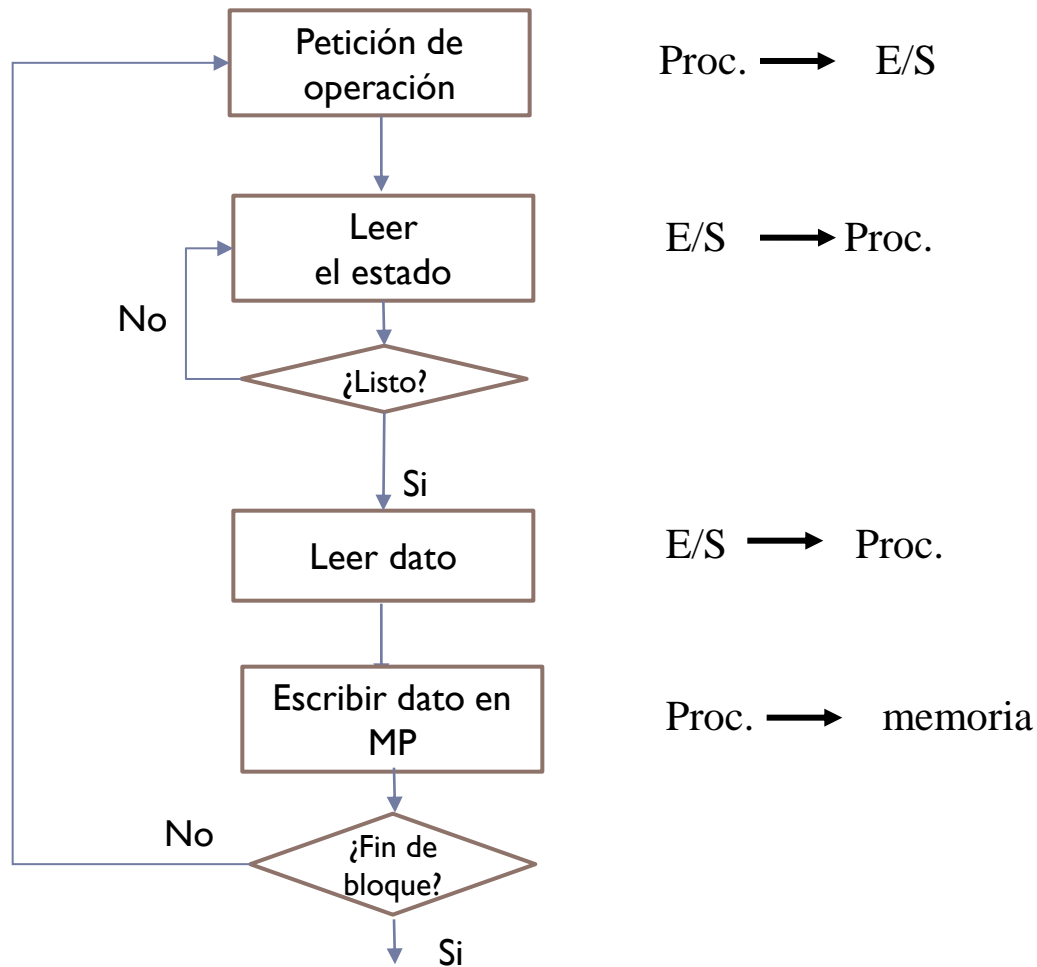 Petición de
operación
Proc. → E/S
Leer
el estado
E/S → Proc.
No
¿Listo?
Si
Leer dato
E/S → Proc.
Escribir dato en
MP
Proc. → memoria
No
¿Fin de
bloque?
Si